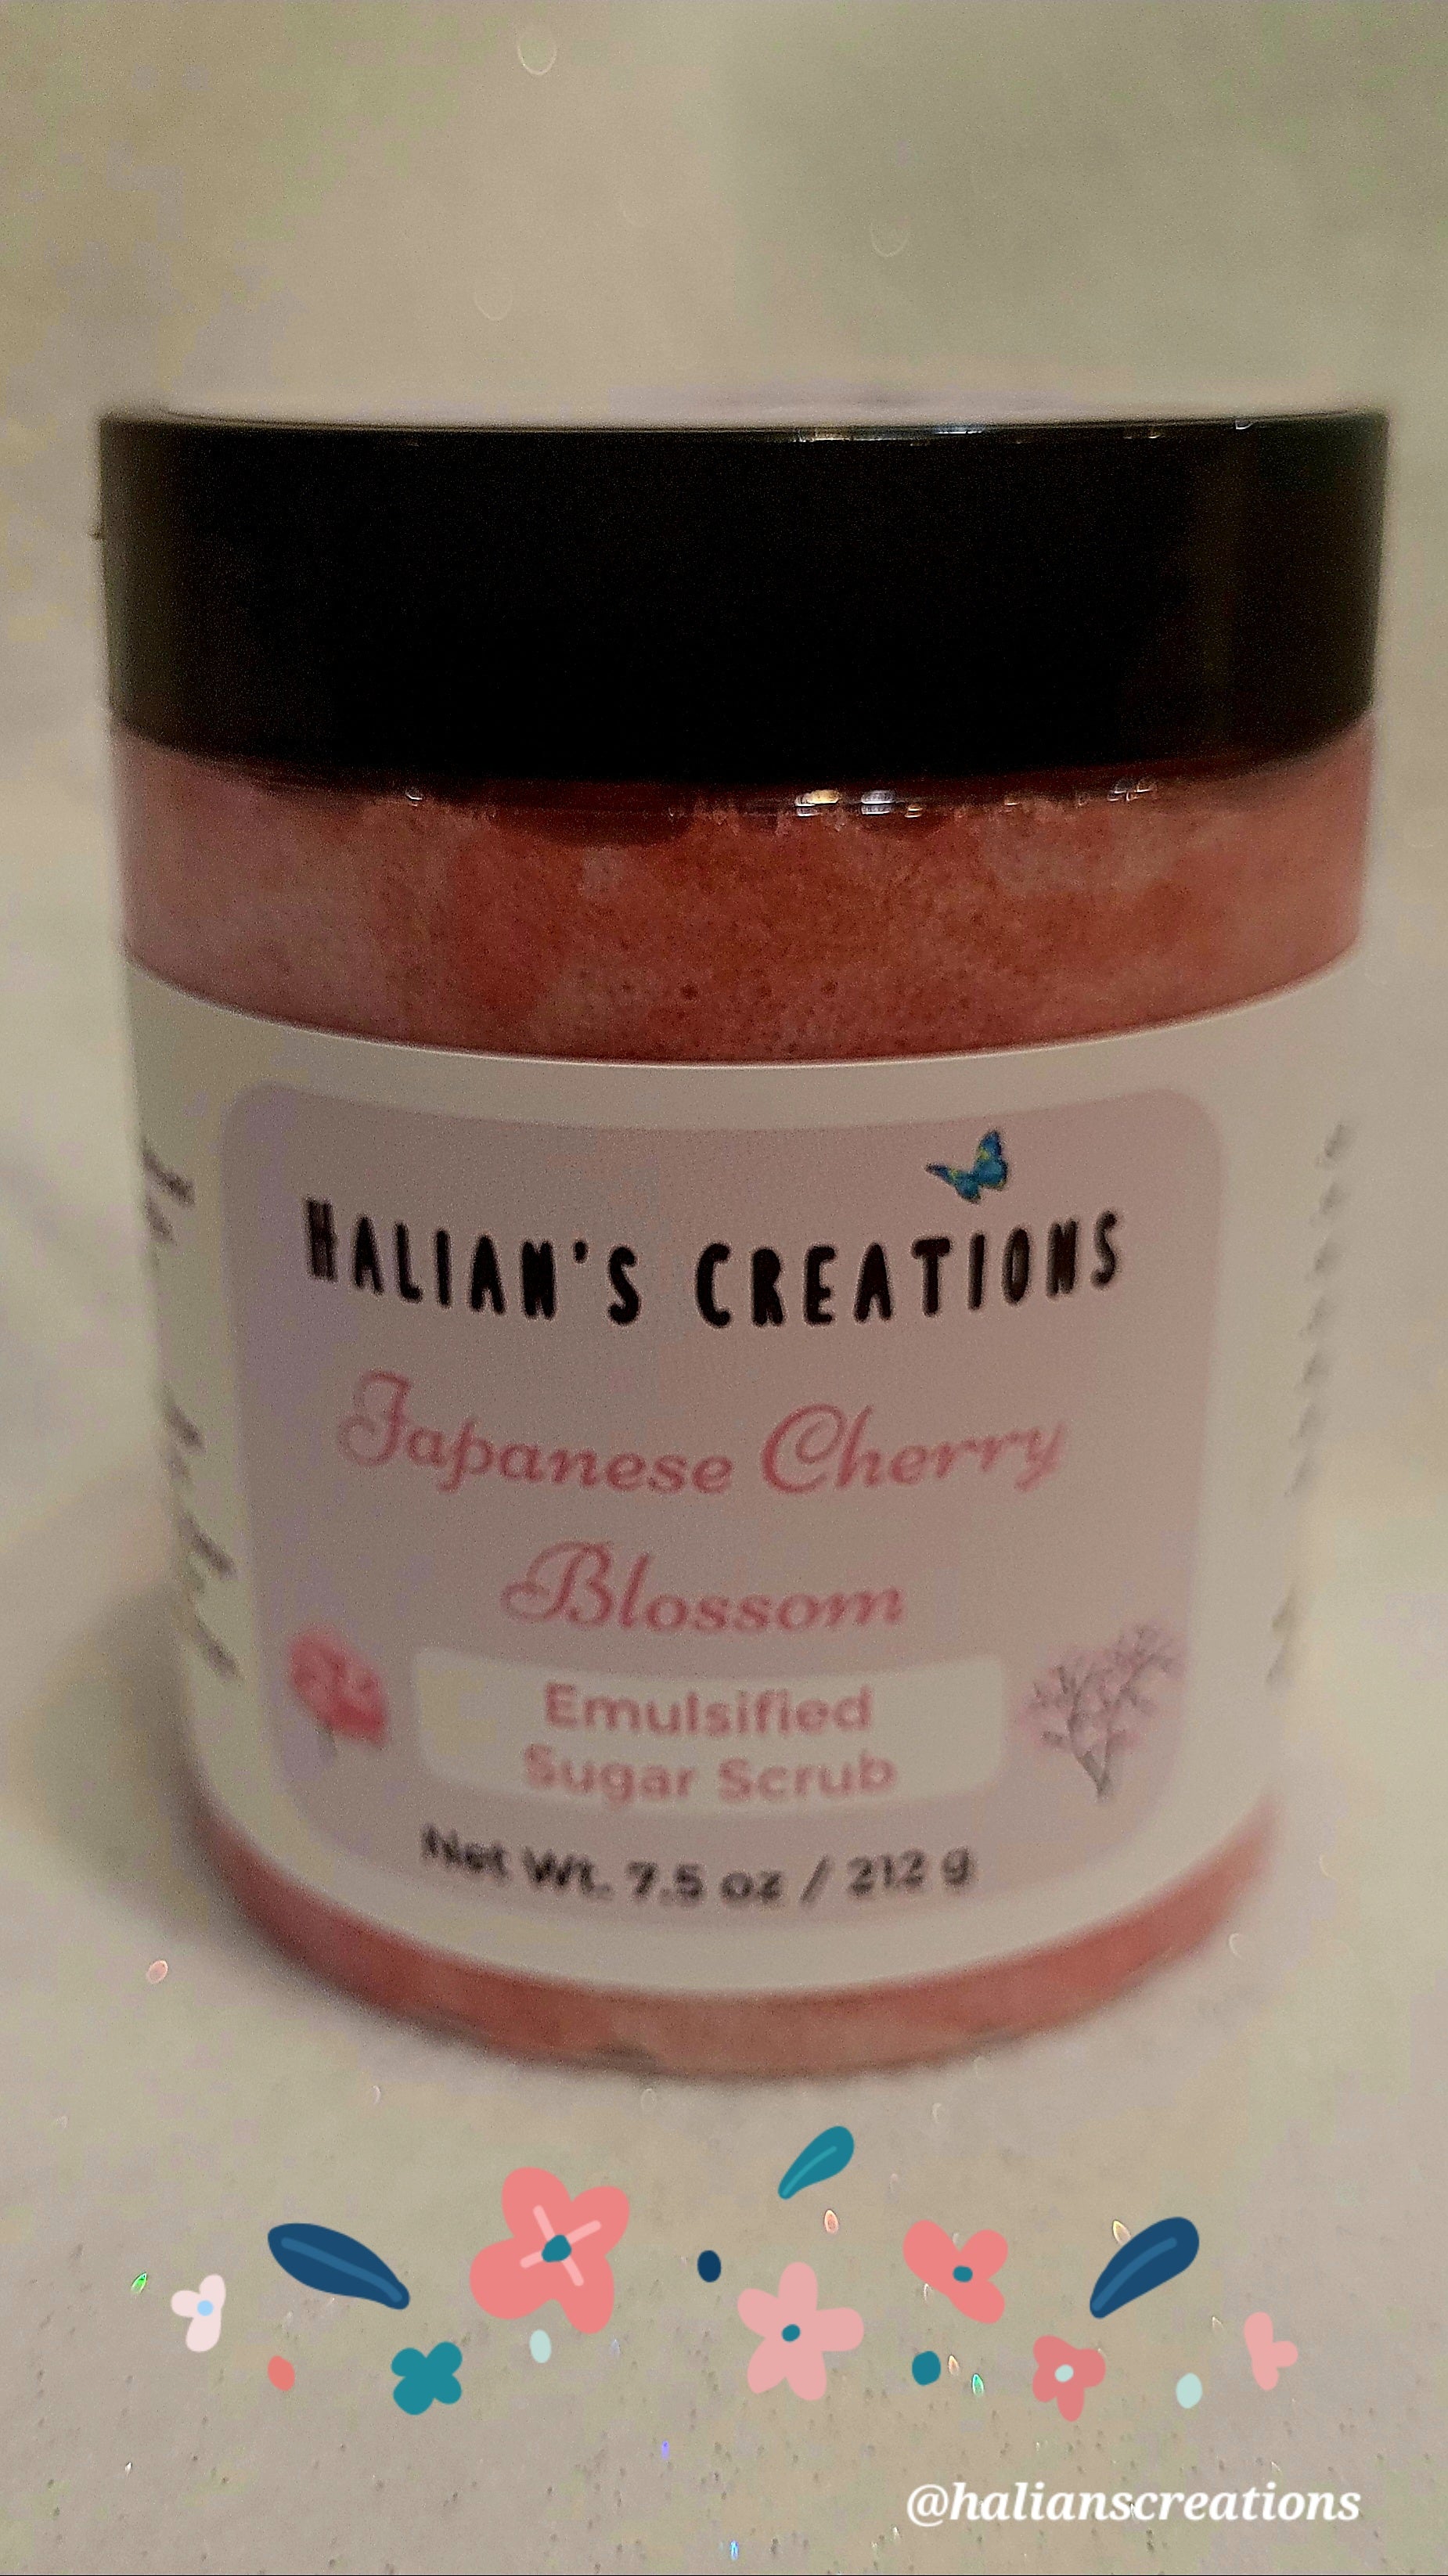 HALIAN'S CREATIONS
Japanese Cherry
Blossom
Emulsified
Sugar Scrub
Net Wt. 7.5 oz / 212 g
@halianscreations